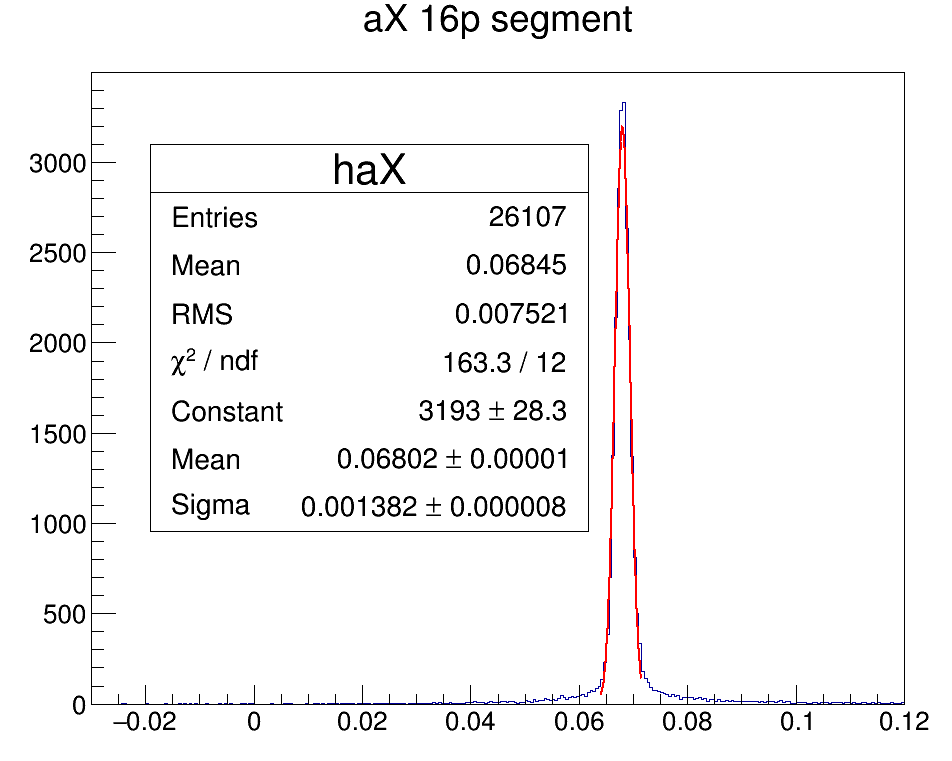 aX 16p segment
haX
Entries 26107
Mean 0.06845
RMS 0.007521
χ² / ndf 163.3 / 12
Constant 3193 ± 28.3
Mean 0.06802 ± 0.00001
Sigma 0.001382 ± 0.000008
3000
2500
2000
1500
1000
500
0
−0.02 0 0.02 0.04 0.06 0.08 0.1 0.12